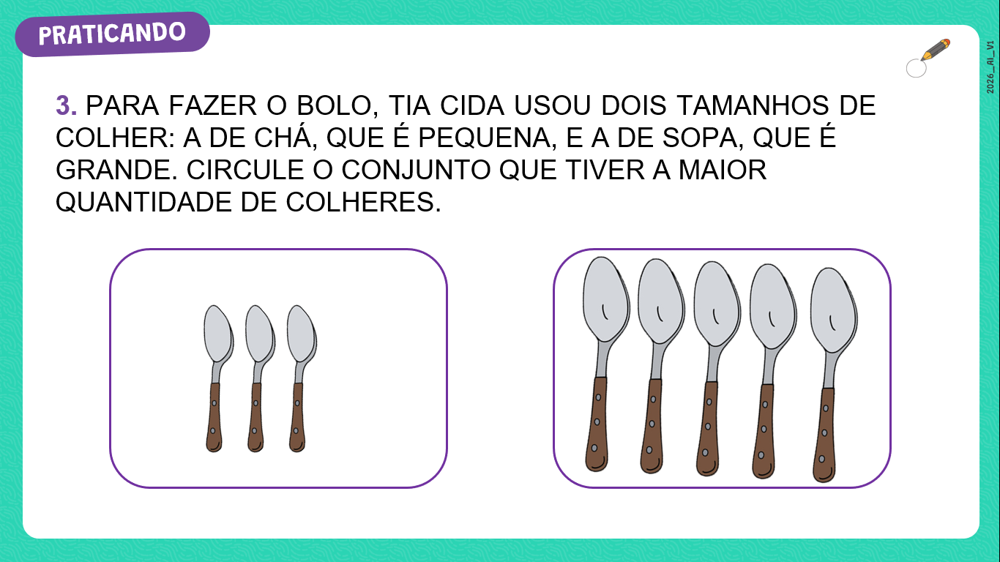 PRATICANDO
2026_AI_V1
3. PARA FAZER O BOLO, TIA CIDA USOU DOIS TAMANHOS DE
COLHER: A DE CHÁ, QUE É PEQUENA, E A DE SOPA, QUE É
GRANDE. CIRCULE O CONJUNTO QUE TIVER A MAIOR
QUANTIDADE DE COLHERES.